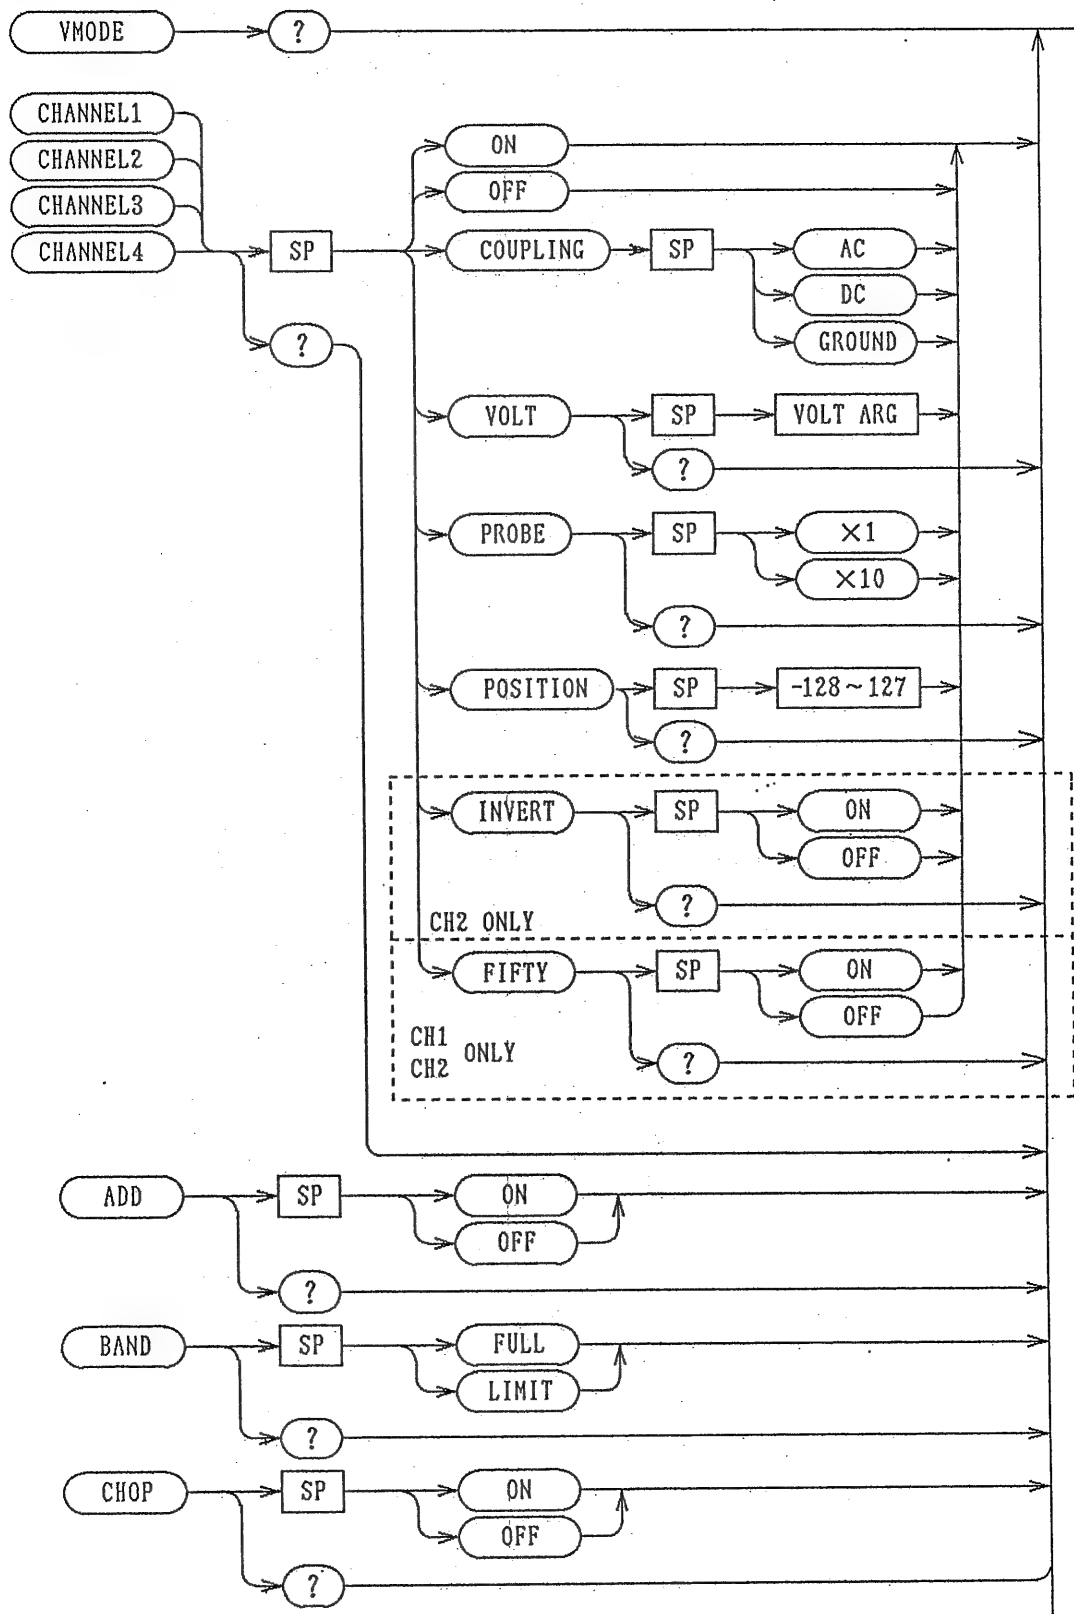 VMODE ?
CHANNEL1
CHANNEL2
CHANNEL3
CHANNEL4 SP
?
ON
OFF
COUPLING SP AC
DC
GROUND
VOLT SP VOLT ARG
?
PROBE SP ×1
×10
?
POSITION SP -128~127
?
INVERT SP ON
OFF
?
CH2 ONLY
FIFTY SP ON
OFF
CH1
CH2 ONLY
?
ADD SP ON
OFF
?
BAND SP FULL
LIMIT
?
CHOP SP ON
OFF
?